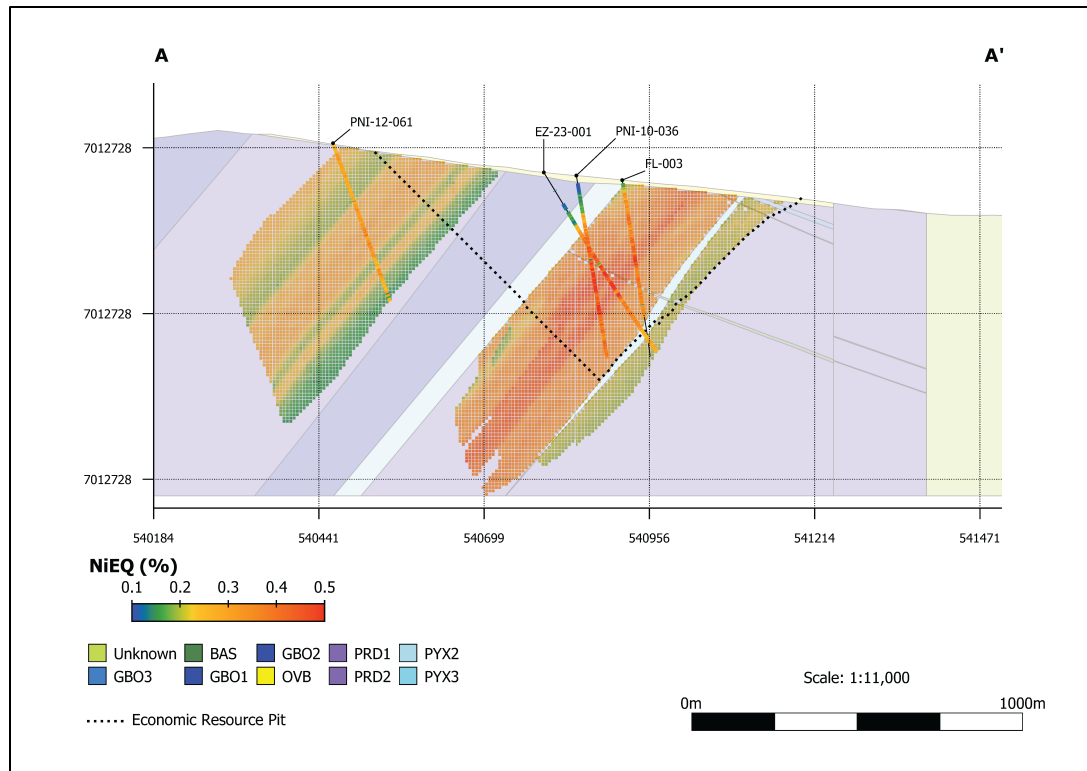 A A'
PNI-12-061
EZ-23-001 PNI-10-036
FL-003
7012728
7012728
7012728
540184 540441 540699 540956 541214 541471
NiEQ (%)
0.1 0.2 0.3 0.4 0.5
Unknown BAS GBO2 PRD1 PYX2
GBO3 GBO1 OVB PRD2 PYX3
Economic Resource Pit
Scale: 1:11,000
0m 1000m